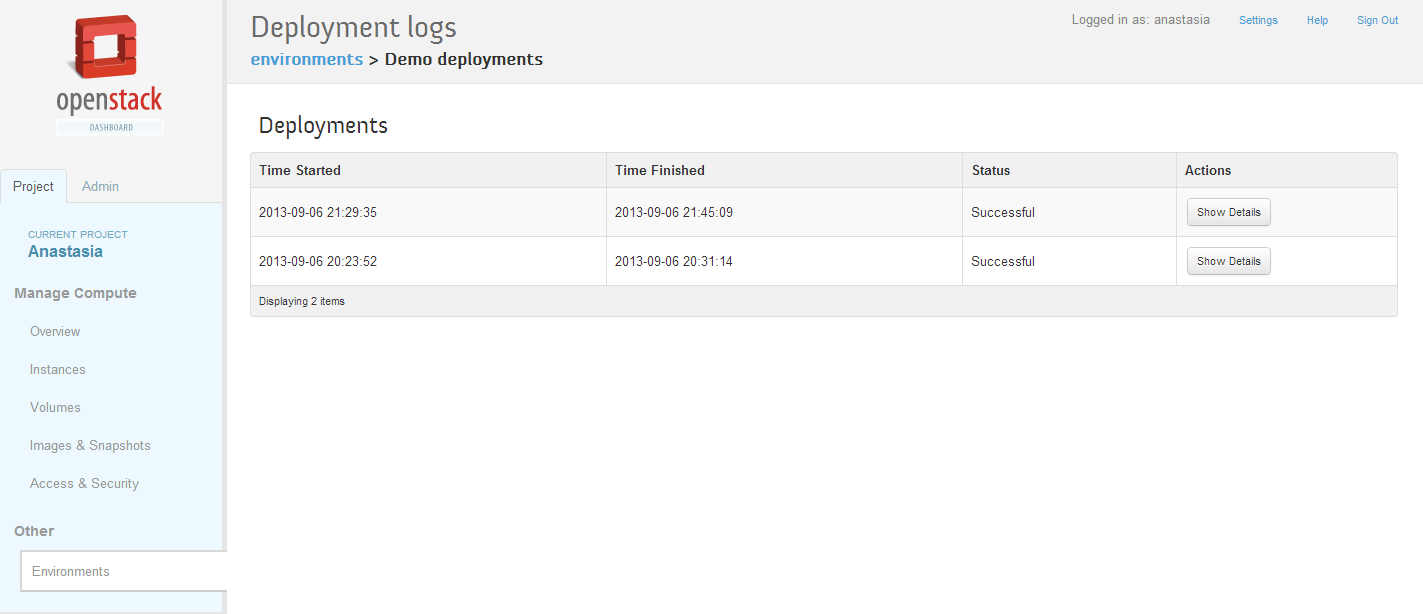 openstack
DASHBOARD
Project Admin
CURRENT PROJECT
Anastasia
Manage Compute
Overview
Instances
Volumes
Images & Snapshots
Access & Security
Other
Environments
Deployment logs
environments > Demo deployments
Logged in as: anastasia Settings Help Sign Out
Deployments
Time Started Time Finished Status Actions
2013-09-06 21:29:35 2013-09-06 21:45:09 Successful Show Details
2013-09-06 20:23:52 2013-09-06 20:31:14 Successful Show Details
Displaying 2 items